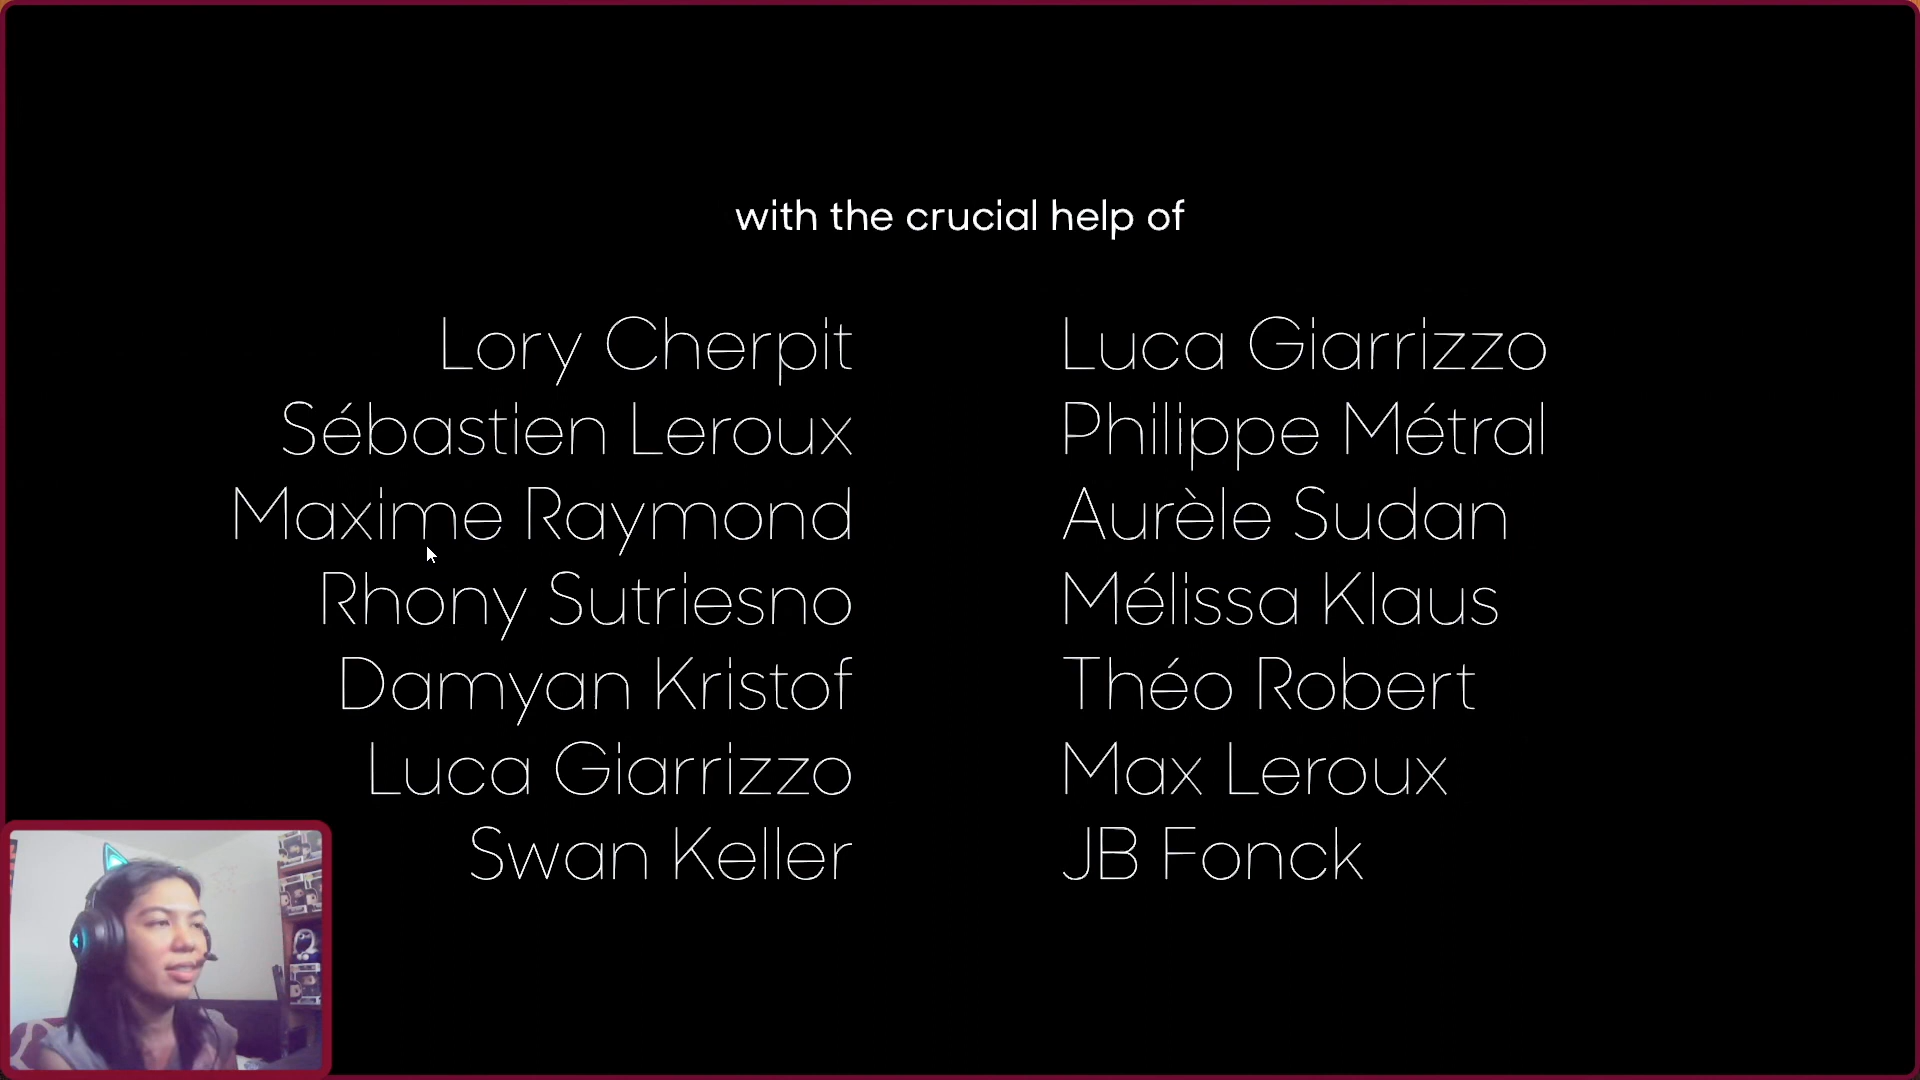 with the crucial help of
Lory Cherpit
Sébastien Leroux
Maxime Raymond
Rhony Sutriesno
Damyan Kristof
Luca Giarrizzo
Swan Keller
Luca Giarrizzo
Philippe Métral
Aurèle Sudan
Mélissa Klaus
Théo Robert
Max Leroux
JB Fonck